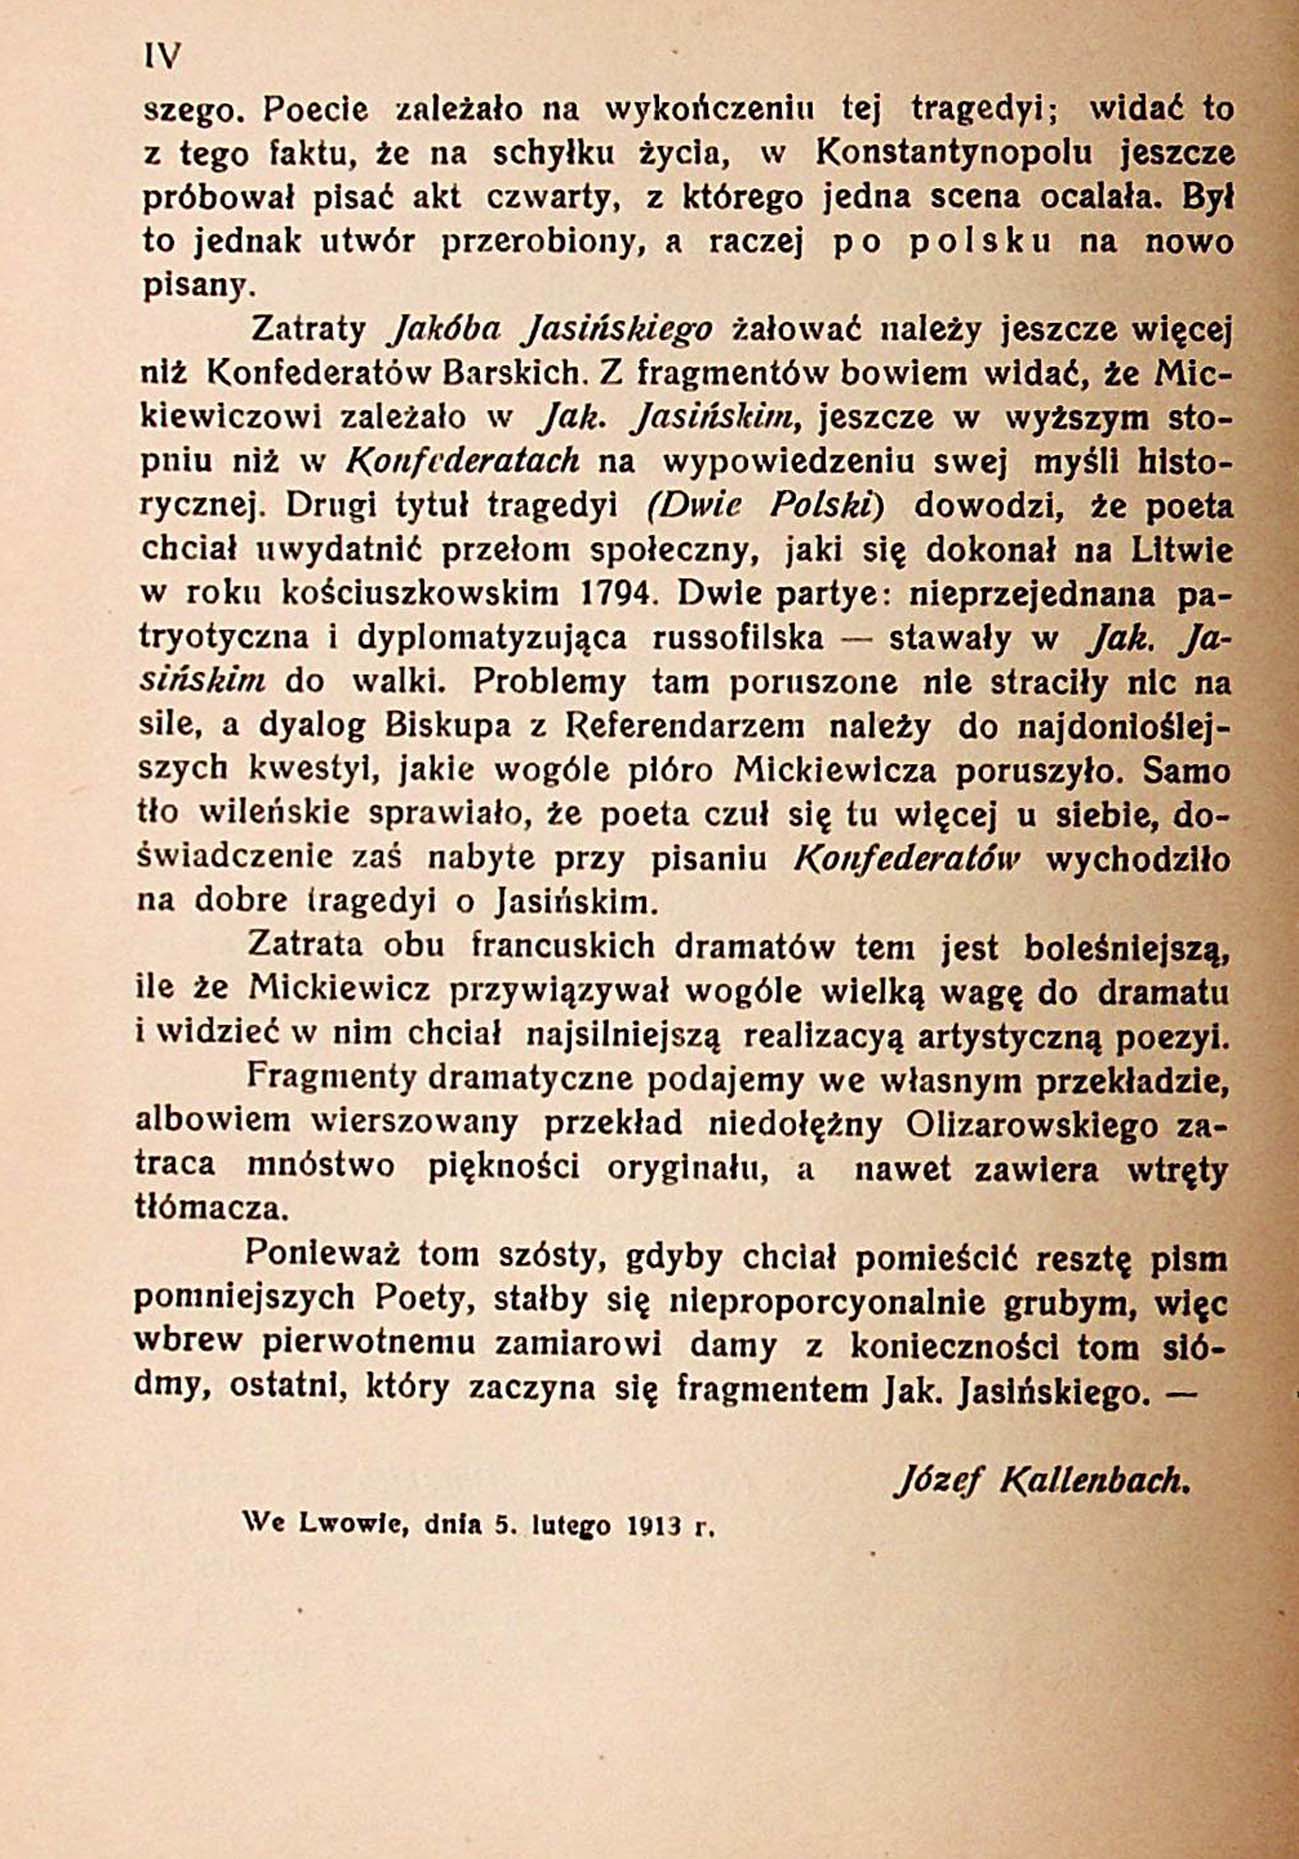 IV
szego. Poecie zależało na wykończeniu tej tragedyi; widać to
z tego faktu, że na schyłku życia, w Konstantynopolu jeszcze
próbował pisać akt czwarty, z którego jedna scena ocalała. Był
to jednak utwór przerobiony, a raczej po polsku na nowo
pisany.
Zatraty Jakóba Jasińskiego żałować należy jeszcze więcej
niż Konfederatów Barskich. Z fragmentów bowiem widać, że Mic-
kiewiczowi zależało w Jak. Jasińskim, jeszcze w wyższym sto-
pniu niż w Konfederatach na wypowiedzeniu swej myśli histo-
rycznej. Drugi tytuł tragedyi (Dwie Polski) dowodzi, że poeta
chciał uwydatnić przełom społeczny, jaki się dokonał na Litwie
w roku kościuszkowskim 1794. Dwie partye: nieprzejednana pa-
tryotyczna i dyplomatyzująca russofilska — stawały w Jak. Ja-
sińskim do walki. Problemy tam poruszone nie straciły nic na
sile, a dyalog Biskupa z Referendarzem należy do najdonioślej-
szych kwestyi, jakie wogóle pióro Mickiewicza poruszyło. Samo
tło wileńskie sprawiało, że poeta czuł się tu więcej u siebie, do-
świadczenie zaś nabyte przy pisaniu Konfederatów wychodziło
na dobre tragedyi o Jasińskim.
Zatrata obu francuskich dramatów tem jest boleśniejszą,
ile że Mickiewicz przywiązywał wogóle wielką wagę do dramatu
i widzieć w nim chciał najsilniejszą realizacyą artystyczną poezyi.
Fragmenty dramatyczne podajemy we własnym przekładzie,
albowiem wierszowany przekład niedołężny Olizarowskiego za-
traca mnóstwo piękności oryginału, a nawet zawiera wtręty
tłómacza.
Ponieważ tom szósty, gdyby chciał pomieścić resztę pism
pomniejszych Poety, stałby się nieproporcyonalnie grubym, więc
wbrew pierwotnemu zamiarowi damy z konieczności tom sió-
dmy, ostatni, który zaczyna się fragmentem Jak. Jasińskiego. —
Józef Kallenbach.
We Lwowie, dnia 5. lutego 1913 r.